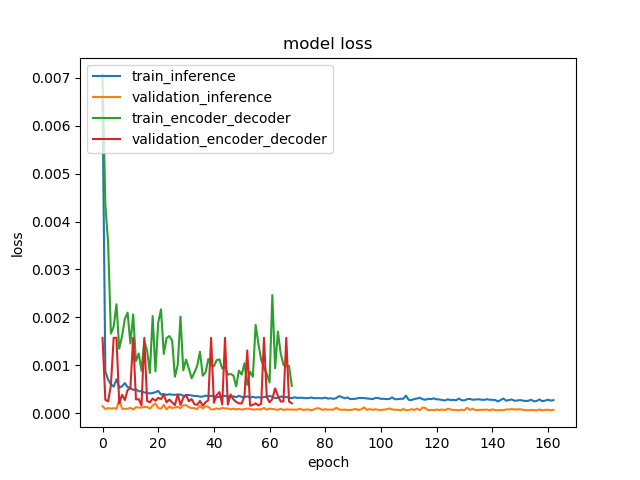 model loss
train_inference
validation_inference
train_encoder_decoder
validation_encoder_decoder
0.007
0.006
0.005
0.004
0.003
0.002
0.001
0.000
loss
0 20 40 60 80 100 120 140 160
epoch